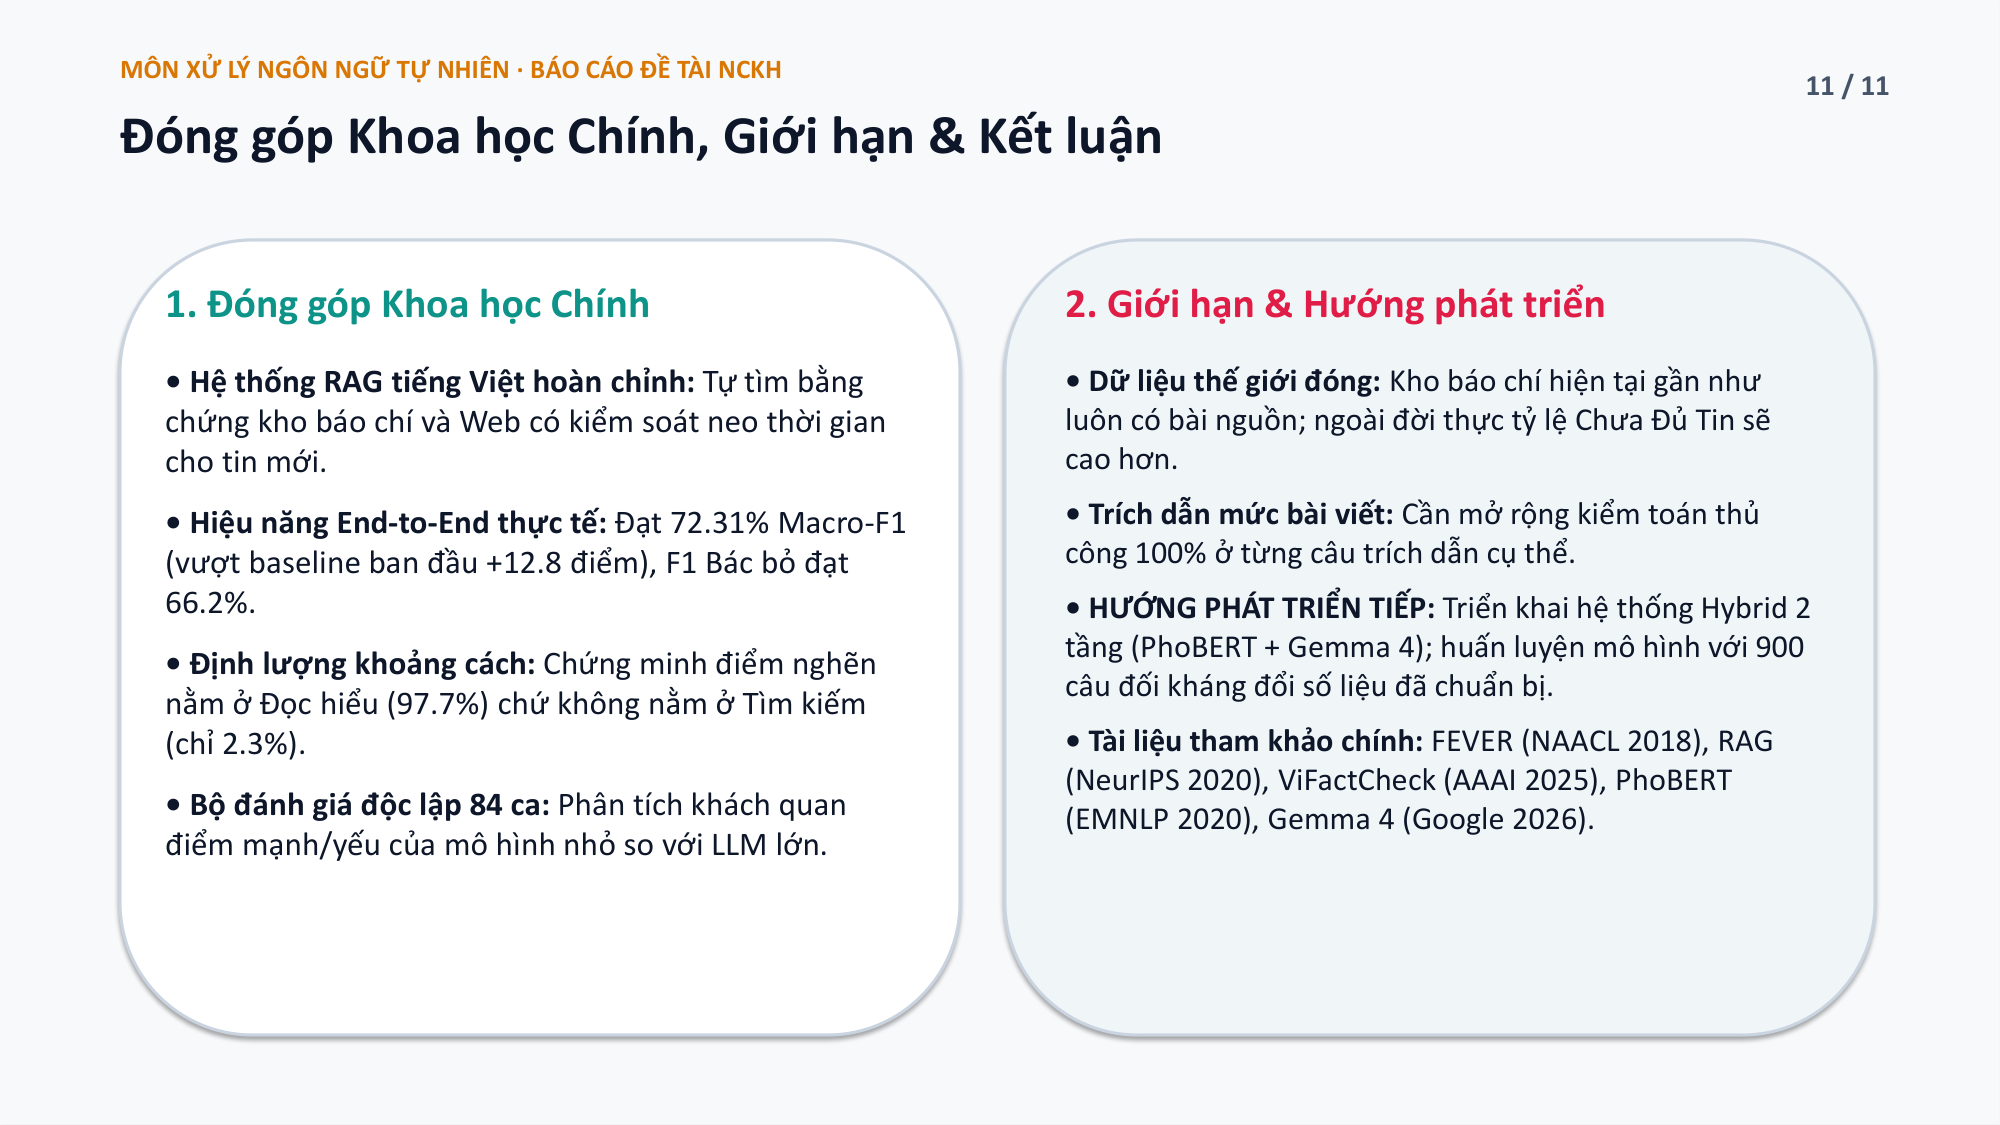 MÔN XỬ LÝ NGÔN NGỮ TỰ NHIÊN · BÁO CÁO ĐỀ TÀI NCKH
11 / 11
Đóng góp Khoa học Chính, Giới hạn & Kết luận
1. Đóng góp Khoa học Chính
• Hệ thống RAG tiếng Việt hoàn chỉnh: Tự tìm bằng
chứng kho báo chí và Web có kiểm soát neo thời gian
cho tin mới.
• Hiệu năng End-to-End thực tế: Đạt 72.31% Macro-F1
(vượt baseline ban đầu +12.8 điểm), F1 Bác bỏ đạt
66.2%.
• Định lượng khoảng cách: Chứng minh điểm nghẽn
nằm ở Đọc hiểu (97.7%) chứ không nằm ở Tìm kiếm
(chỉ 2.3%).
• Bộ đánh giá độc lập 84 ca: Phân tích khách quan
điểm mạnh/yếu của mô hình nhỏ so với LLM lớn.
2. Giới hạn & Hướng phát triển
• Dữ liệu thế giới đóng: Kho báo chí hiện tại gần như
luôn có bài nguồn; ngoài đời thực tỷ lệ Chưa Đủ Tin sẽ
cao hơn.
• Trích dẫn mức bài viết: Cần mở rộng kiểm toán thủ
công 100% ở từng câu trích dẫn cụ thể.
• HƯỚNG PHÁT TRIỂN TIẾP: Triển khai hệ thống Hybrid 2
tầng (PhoBERT + Gemma 4); huấn luyện mô hình với 900
câu đối kháng đổi số liệu đã chuẩn bị.
• Tài liệu tham khảo chính: FEVER (NAACL 2018), RAG
(NeurIPS 2020), ViFactCheck (AAAI 2025), PhoBERT
(EMNLP 2020), Gemma 4 (Google 2026).